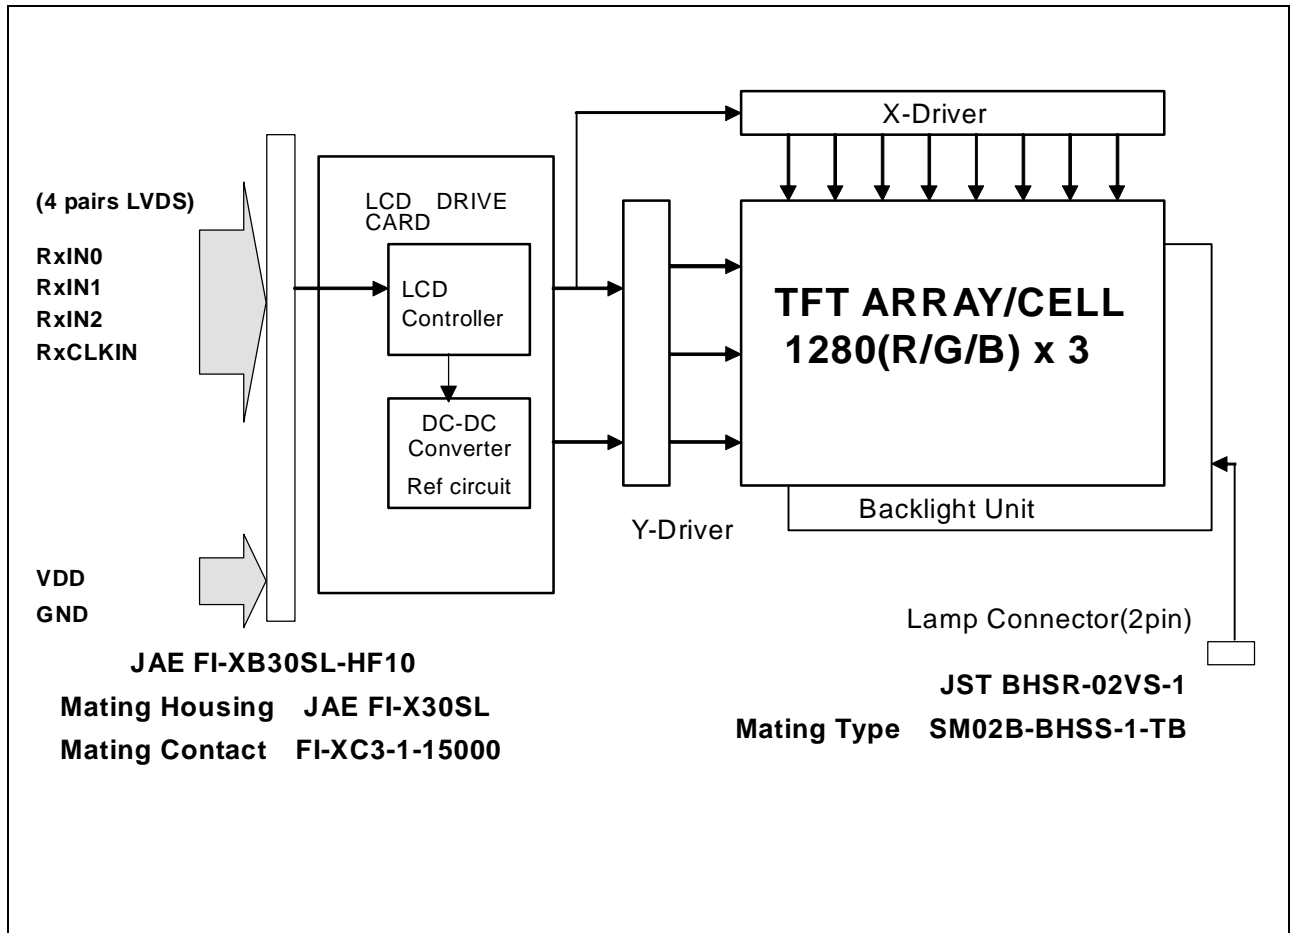 X-Driver
(4 pairs LVDS)
RxIN0
RxIN1
RxIN2
RxCLKIN
LCD DRIVE
CARD
LCD
Controller
DC-DC
Converter
Ref circuit
TFT ARRAY/CELL
1280(R/G/B) x 3
Backlight Unit
Y-Driver
VDD
GND
JAE FI-XB30SL-HF10
Mating Housing JAE FI-X30SL
Mating Contact FI-XC3-1-15000
Lamp Connector(2pin)
JST BHSR-02VS-1
Mating Type SM02B-BHSS-1-TB